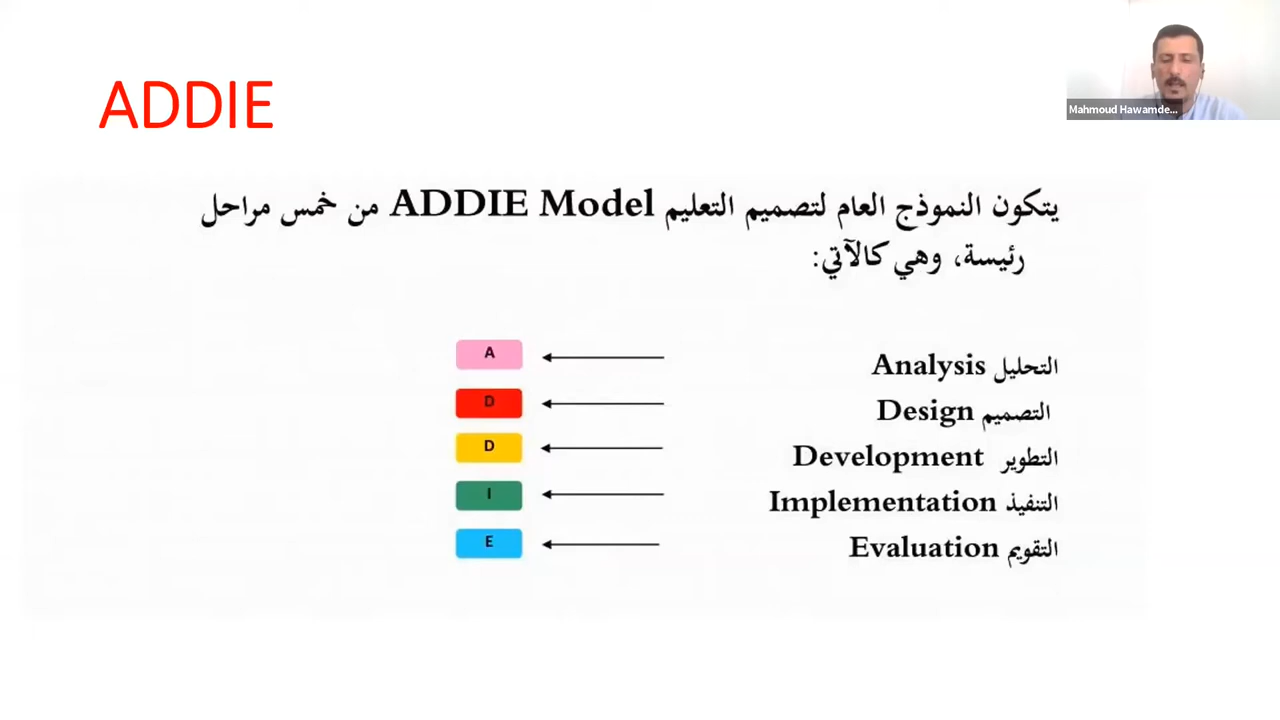 ADDIE
Mahmoud Hawamde...
يتكون النموذج العام لتصميم التعليم ADDIE Model من خمس مراحل
رئيسة، وهي كالآتي:
التحليل Analysis
A
التصميم Design
D
التطوير Development
D
التنفيذ Implementation
I
التقويم Evaluation
E